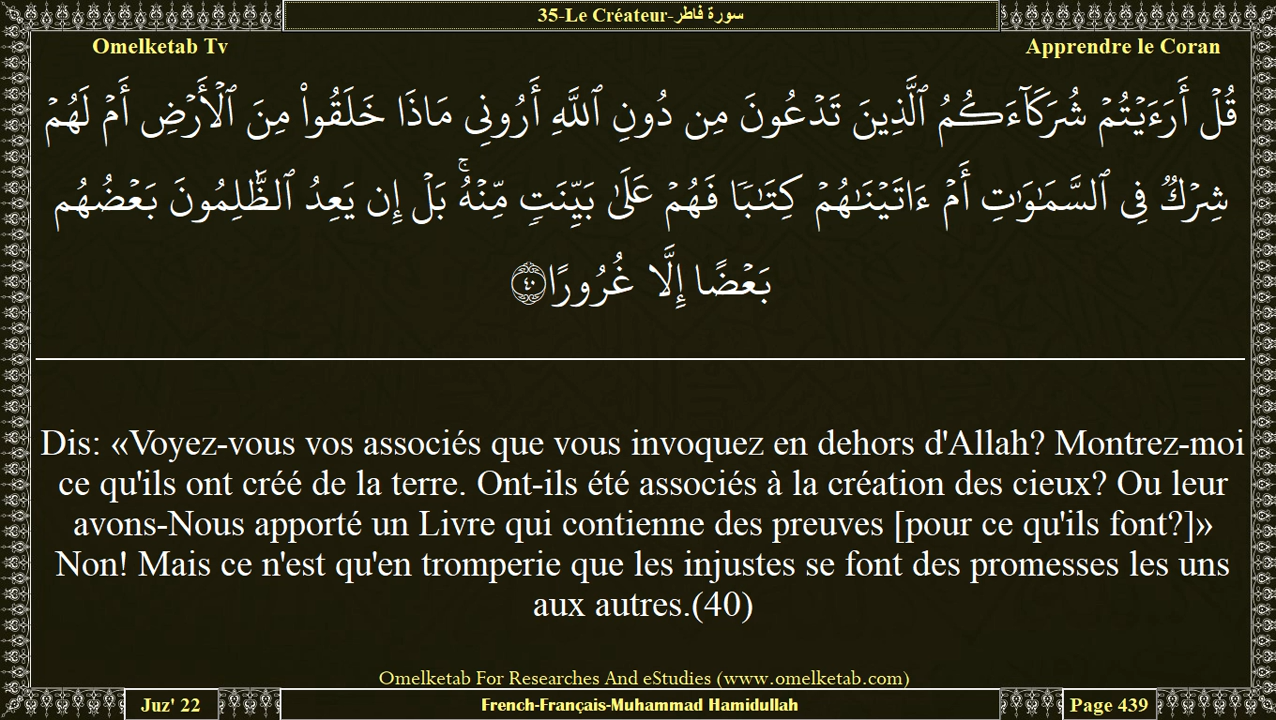 35-Le Créateur-سورة فاطر
Omelketab Tv
Apprendre le Coran
قُلۡ أَرَءَيۡتُمۡ شُرَكَآءَكُمُ ٱلَّذِينَ تَدۡعُونَ مِن دُونِ ٱللَّهِ أَرُونِي مَاذَا خَلَقُواْ مِنَ ٱلۡأَرۡضِ أَمۡ لَهُمۡ
شِرۡكٞ فِي ٱلسَّمَٰوَٰتِ أَمۡ ءَاتَيۡنَٰهُمۡ كِتَٰبٗا فَهُمۡ عَلَىٰ بَيِّنَتٖ مِّنۡهُۚ بَلۡ إِن يَعِدُ ٱلظَّٰلِمُونَ بَعۡضُهُم
بَعۡضًا إِلَّا غُرُورًا ٤٠
Dis: «Voyez-vous vos associés que vous invoquez en dehors d'Allah? Montrez-moi
ce qu'ils ont créé de la terre. Ont-ils été associés à la création des cieux? Ou leur
avons-Nous apporté un Livre qui contienne des preuves [pour ce qu'ils font?]»
Non! Mais ce n'est qu'en tromperie que les injustes se font des promesses les uns
aux autres.(40)
Omelketab For Researches And eStudies (www.omelketab.com)
Juz' 22
French-Français-Muhammad Hamidullah
Page 439